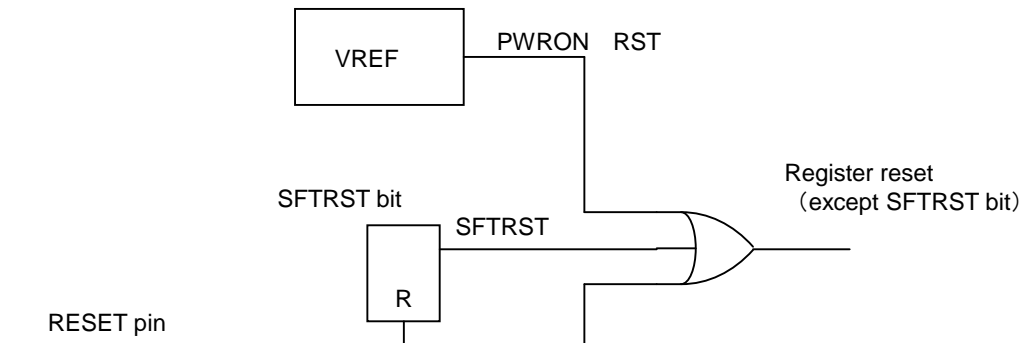 PWRON RST
VREF
Register reset
（except SFTRST bit）
SFTRST bit
SFTRST
R
RESET pin